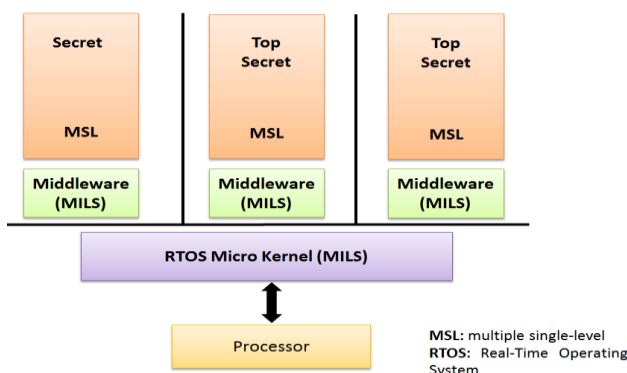 Secret
MSL
Top
Secret
MSL
Top
Secret
MSL
Middleware
(MILS)
Middleware
(MILS)
Middleware
(MILS)
RTOS Micro Kernel (MILS)
Processor
MSL: multiple single-level
RTOS: Real-Time Operating
System